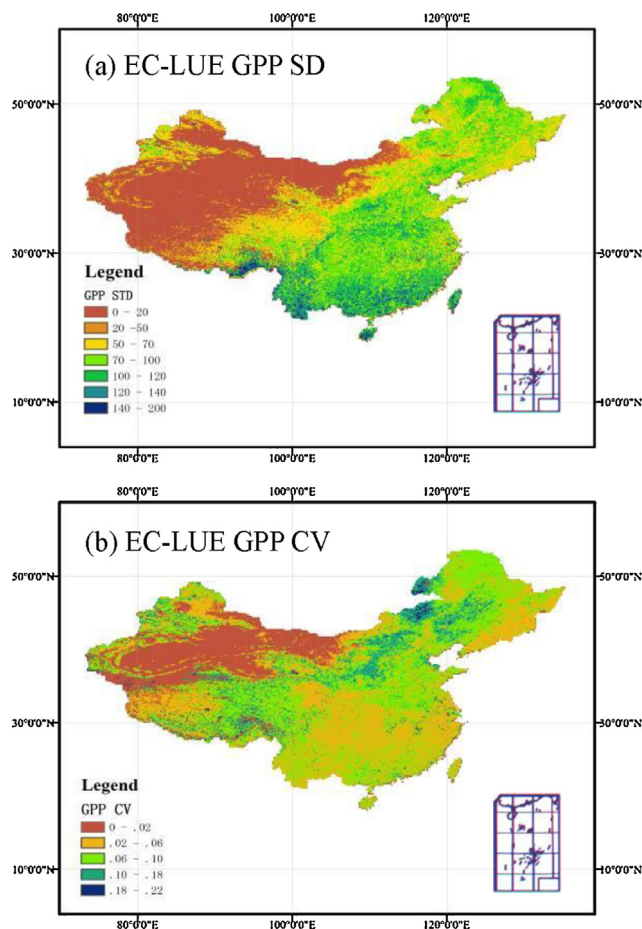 80°0'0"E 100°0'0"E 120°0'0"E
(a) EC-LUE GPP SD
50°0'0"N 50°0'0"N
30°0'0"N 30°0'0"N
Legend
GPP STD
0 - 20
20 -50
50 - 70
70 - 100
100 - 120
120 - 140
140 - 200
10°0'0"N 10°0'0"N
80°0'0"E 100°0'0"E 120°0'0"E
80°0'0"E 100°0'0"E 120°0'0"E
(b) EC-LUE GPP CV
50°0'0"N 50°0'0"N
30°0'0"N 30°0'0"N
Legend
GPP CV
0 - .02
.02 - .06
.06 - .10
.10 - .18
.18 - .22
10°0'0"N 10°0'0"N
80°0'0"E 100°0'0"E 120°0'0"E